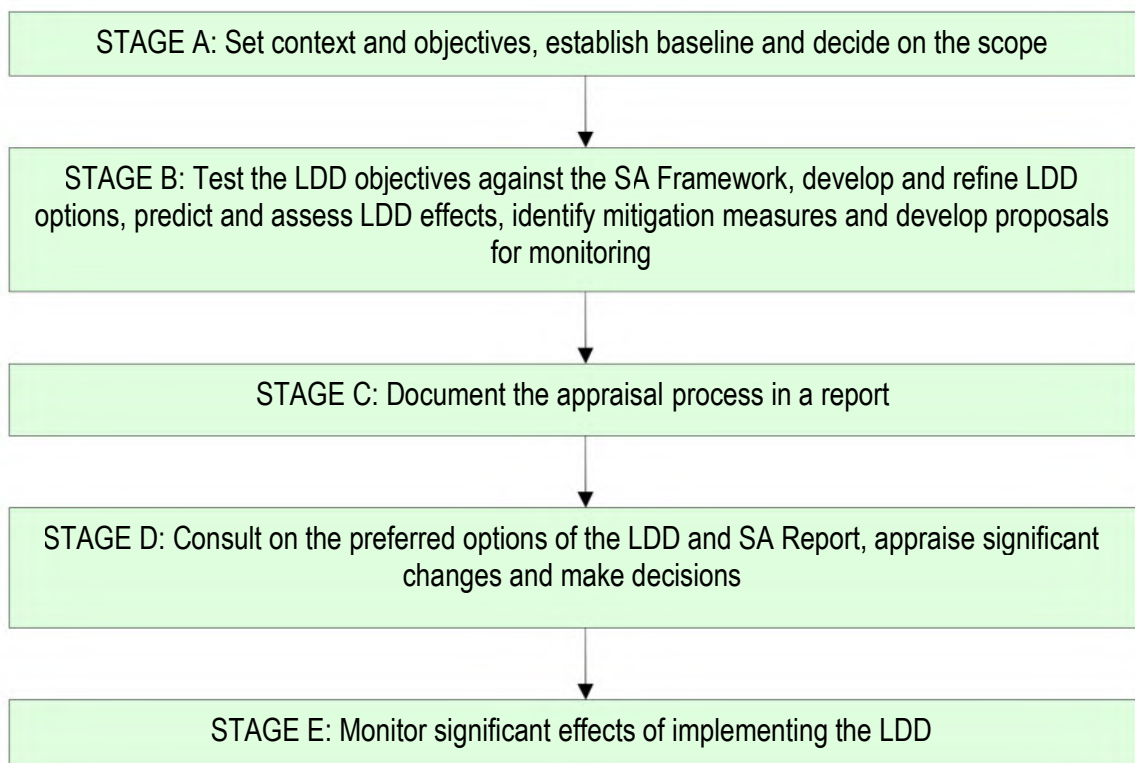 STAGE A: Set context and objectives, establish baseline and decide on the scope
STAGE B: Test the LDD objectives against the SA Framework, develop and refine LDD
options, predict and assess LDD effects, identify mitigation measures and develop proposals
for monitoring
STAGE C: Document the appraisal process in a report
STAGE D: Consult on the preferred options of the LDD and SA Report, appraise significant
changes and make decisions
STAGE E: Monitor significant effects of implementing the LDD